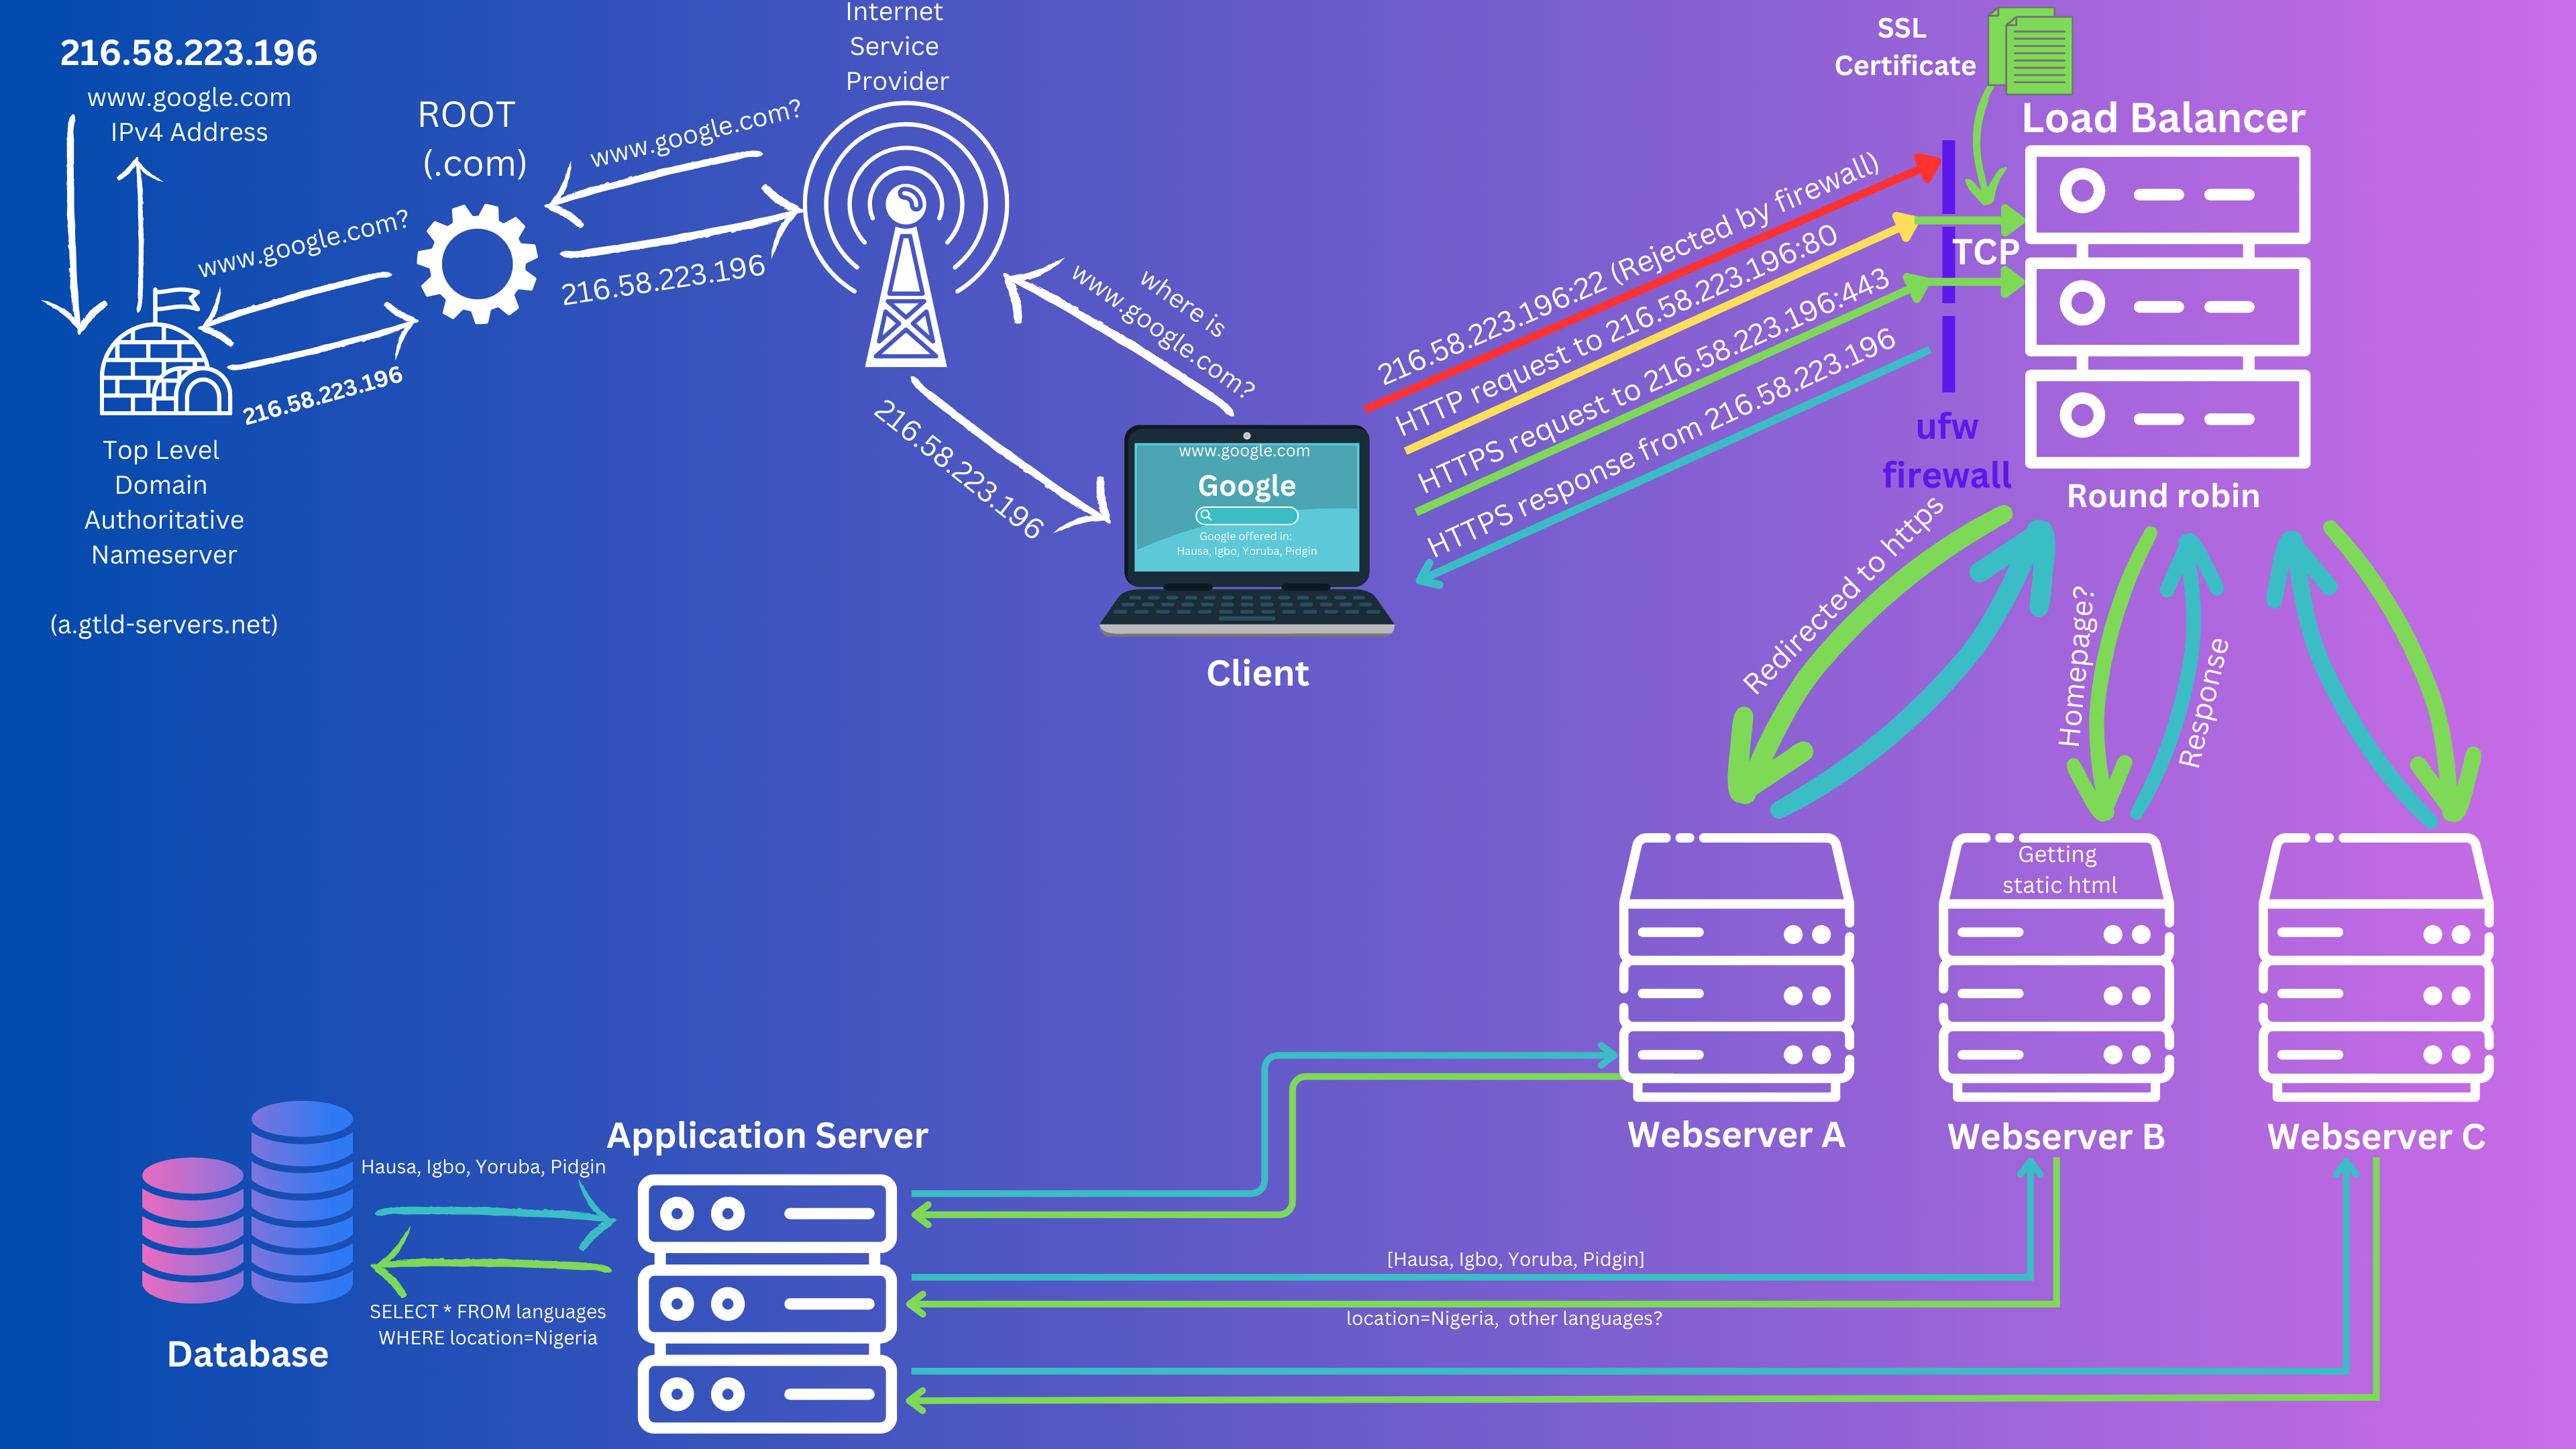 216.58.223.196
www.google.com
IPv4 Address
ROOT
(.com)
www.google.com?
216.58.223.196
www.google.com?
216.58.223.196
Top Level
Domain
Authoritative
Nameserver
(a.gtld-servers.net)
Internet
Service
Provider
where is
www.google.com?
216.58.223.196
www.google.com
Google
Google offered in:
Hausa, Igbo, Yoruba, Pidgin
Client
216.58.223.196:22 (Rejected by firewall)
HTTP request to 216.58.223.196:80
HTTPS request to 216.58.223.196:443
HTTPS response from 216.58.223.196
SSL
Certificate
Load Balancer
TCP
ufw
firewall
Round robin
Redirected to https
Homepage?
Response
Getting
static html
Webserver A
Webserver B
Webserver C
Application Server
Hausa, Igbo, Yoruba, Pidgin
SELECT * FROM languages
WHERE location=Nigeria
Database
[Hausa, Igbo, Yoruba, Pidgin]
location=Nigeria, other languages?